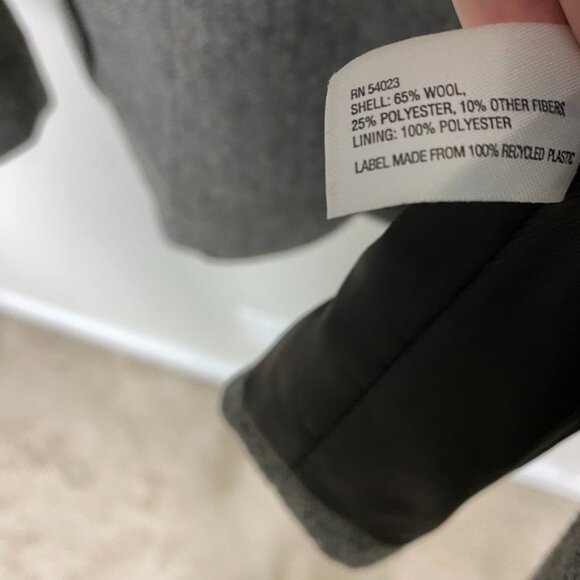 RN 54023
SHELL: 65% WOOL,
25% POLYESTER, 10% OTHER FIBERS
LINING: 100% POLYESTER
LABEL MADE FROM 100% RECYCLED PLASTIC